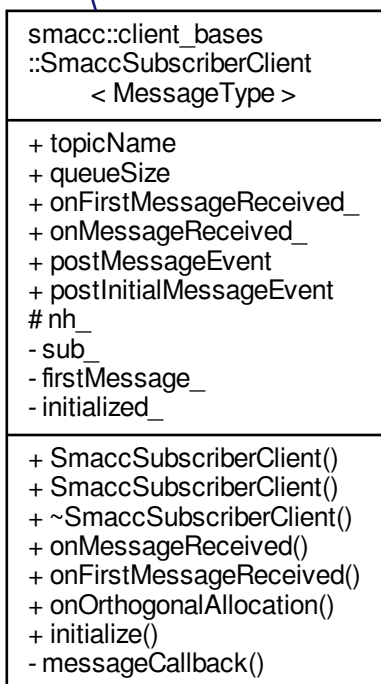 smacc::client_bases
::SmaccSubscriberClient
< MessageType >
+ topicName
+ queueSize
+ onFirstMessageReceived_
+ onMessageReceived_
+ postMessageEvent
+ postInitialMessageEvent
# nh_
- sub_
- firstMessage_
- initialized_
+ SmaccSubscriberClient()
+ SmaccSubscriberClient()
+ ~SmaccSubscriberClient()
+ onMessageReceived()
+ onFirstMessageReceived()
+ onOrthogonalAllocation()
+ initialize()
- messageCallback()